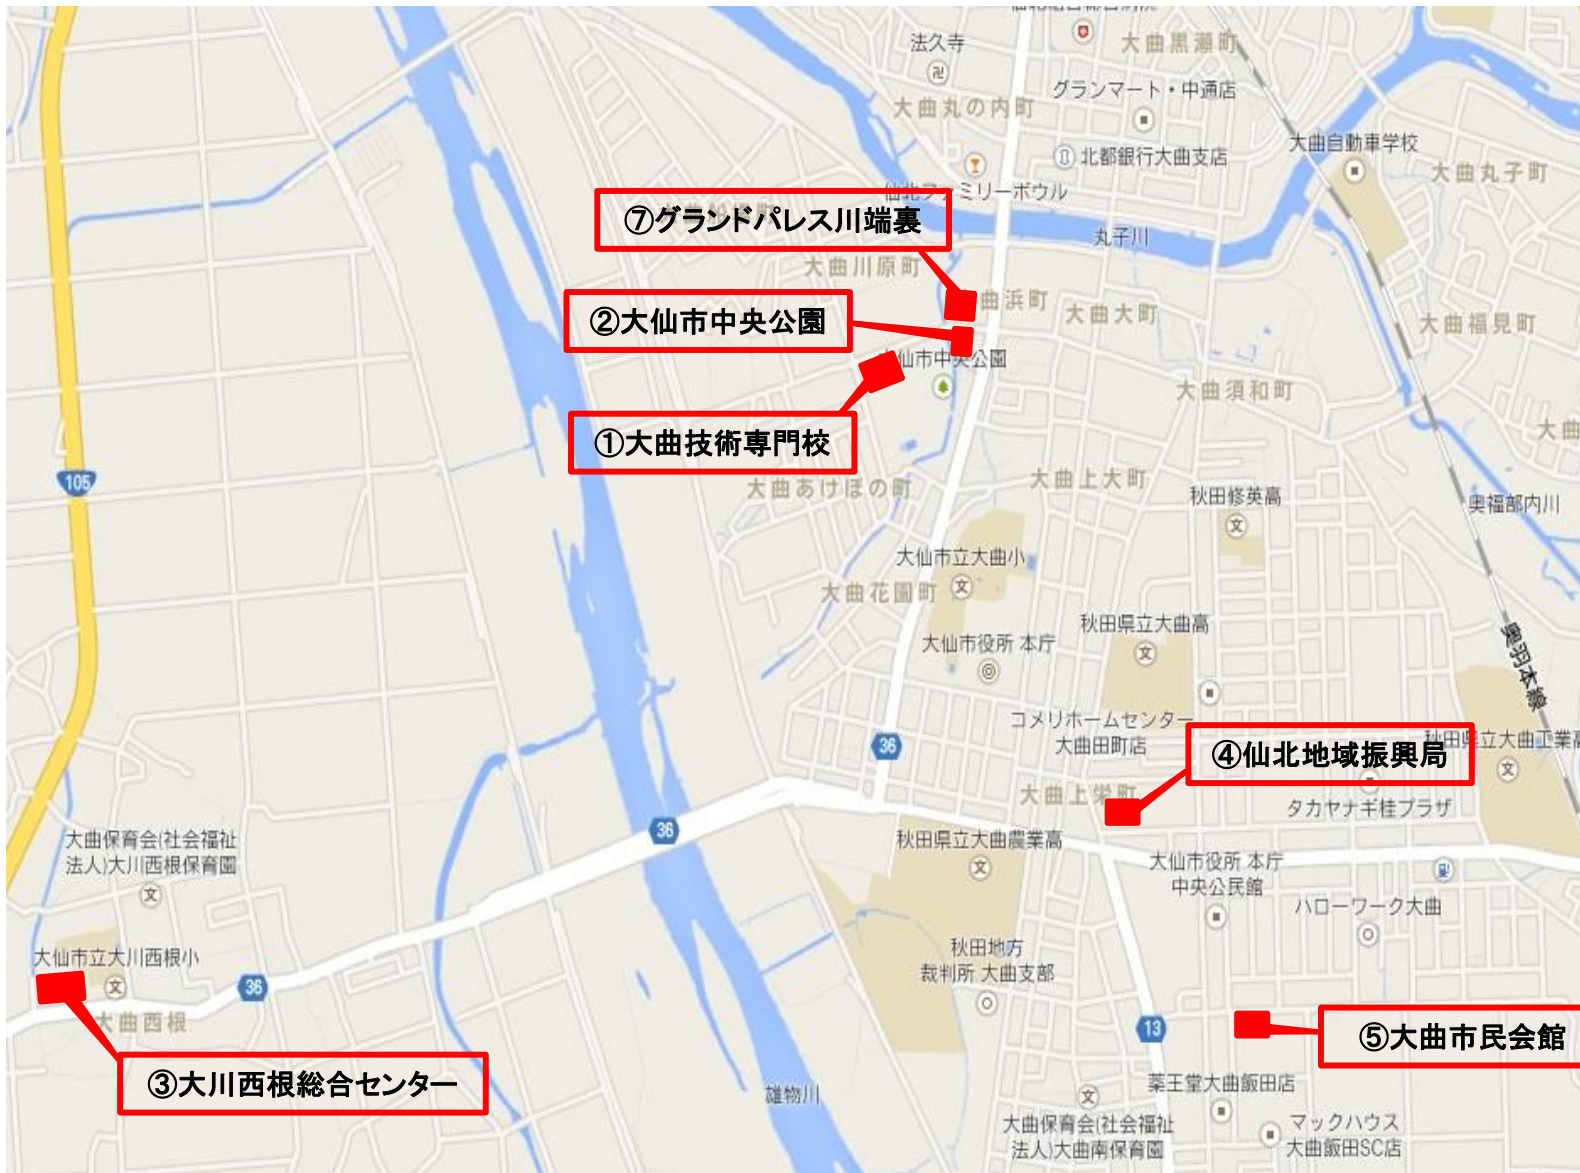 法久寺
大曲黒瀬町
グランマート・中通店
大曲丸の内町
大曲自動車学校
北都銀行大曲支店
大曲丸子町
仙北ファミリーボウル
⑦グランドパレス川端裏
丸子川
大曲川原町
曲浜町
大曲大町
②大仙市中央公園
大曲福見町
大仙市中央公園
大曲須和町
①大曲技術専門校
大曲
大曲上大町
105
大曲あけぼの町
秋田修英高
奥福部内川
大仙市立大曲小
大曲花園町
秋田県立大曲高
大仙市役所 本庁
奥羽本線
コメリホームセンター
大曲田町店
36
④仙北地域振興局
秋田県立大曲工業高
大曲上栄町
タカヤナギ桂プラザ
36
大曲保育会(社会福祉
法人)大川西根保育園
秋田県立大曲農業高
大仙市役所 本庁
中央公民館
ハローワーク大曲
大仙市立大川西根小
秋田地方
裁判所 大曲支部
36
大曲西根
13
⑤大曲市民会館
③大川西根総合センター
雄物川
薬王堂大曲飯田店
大曲保育会(社会福祉
法人)大曲南保育園
マックハウス
大曲飯田SC店